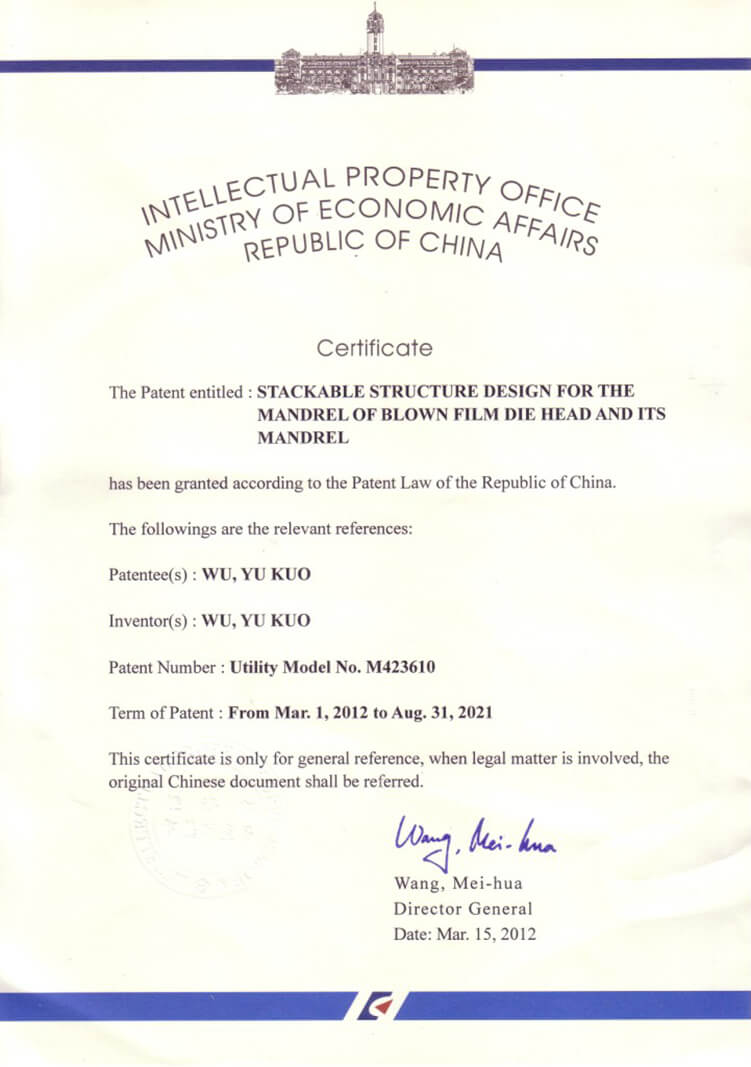 INTELLECTUAL PROPERTY OFFICE
MINISTRY OF ECONOMIC AFFAIRS
REPUBLIC OF CHINA
Certificate
The Patent entitled : STACKABLE STRUCTURE DESIGN FOR THE
MANDREL OF BLOWN FILM DIE HEAD AND ITS
MANDREL
has been granted according to the Patent Law of the Republic of China.
The followings are the relevant references:
Patentee(s) : WU, YU KUO
Inventor(s) : WU, YU KUO
Patent Number : Utility Model No. M423610
Term of Patent : From Mar. 1, 2012 to Aug. 31, 2021
This certificate is only for general reference, when legal matter is involved, the
original Chinese document shall be referred.
Wang, Mei-hua
Wang, Mei-hua
Director General
Date: Mar. 15, 2012